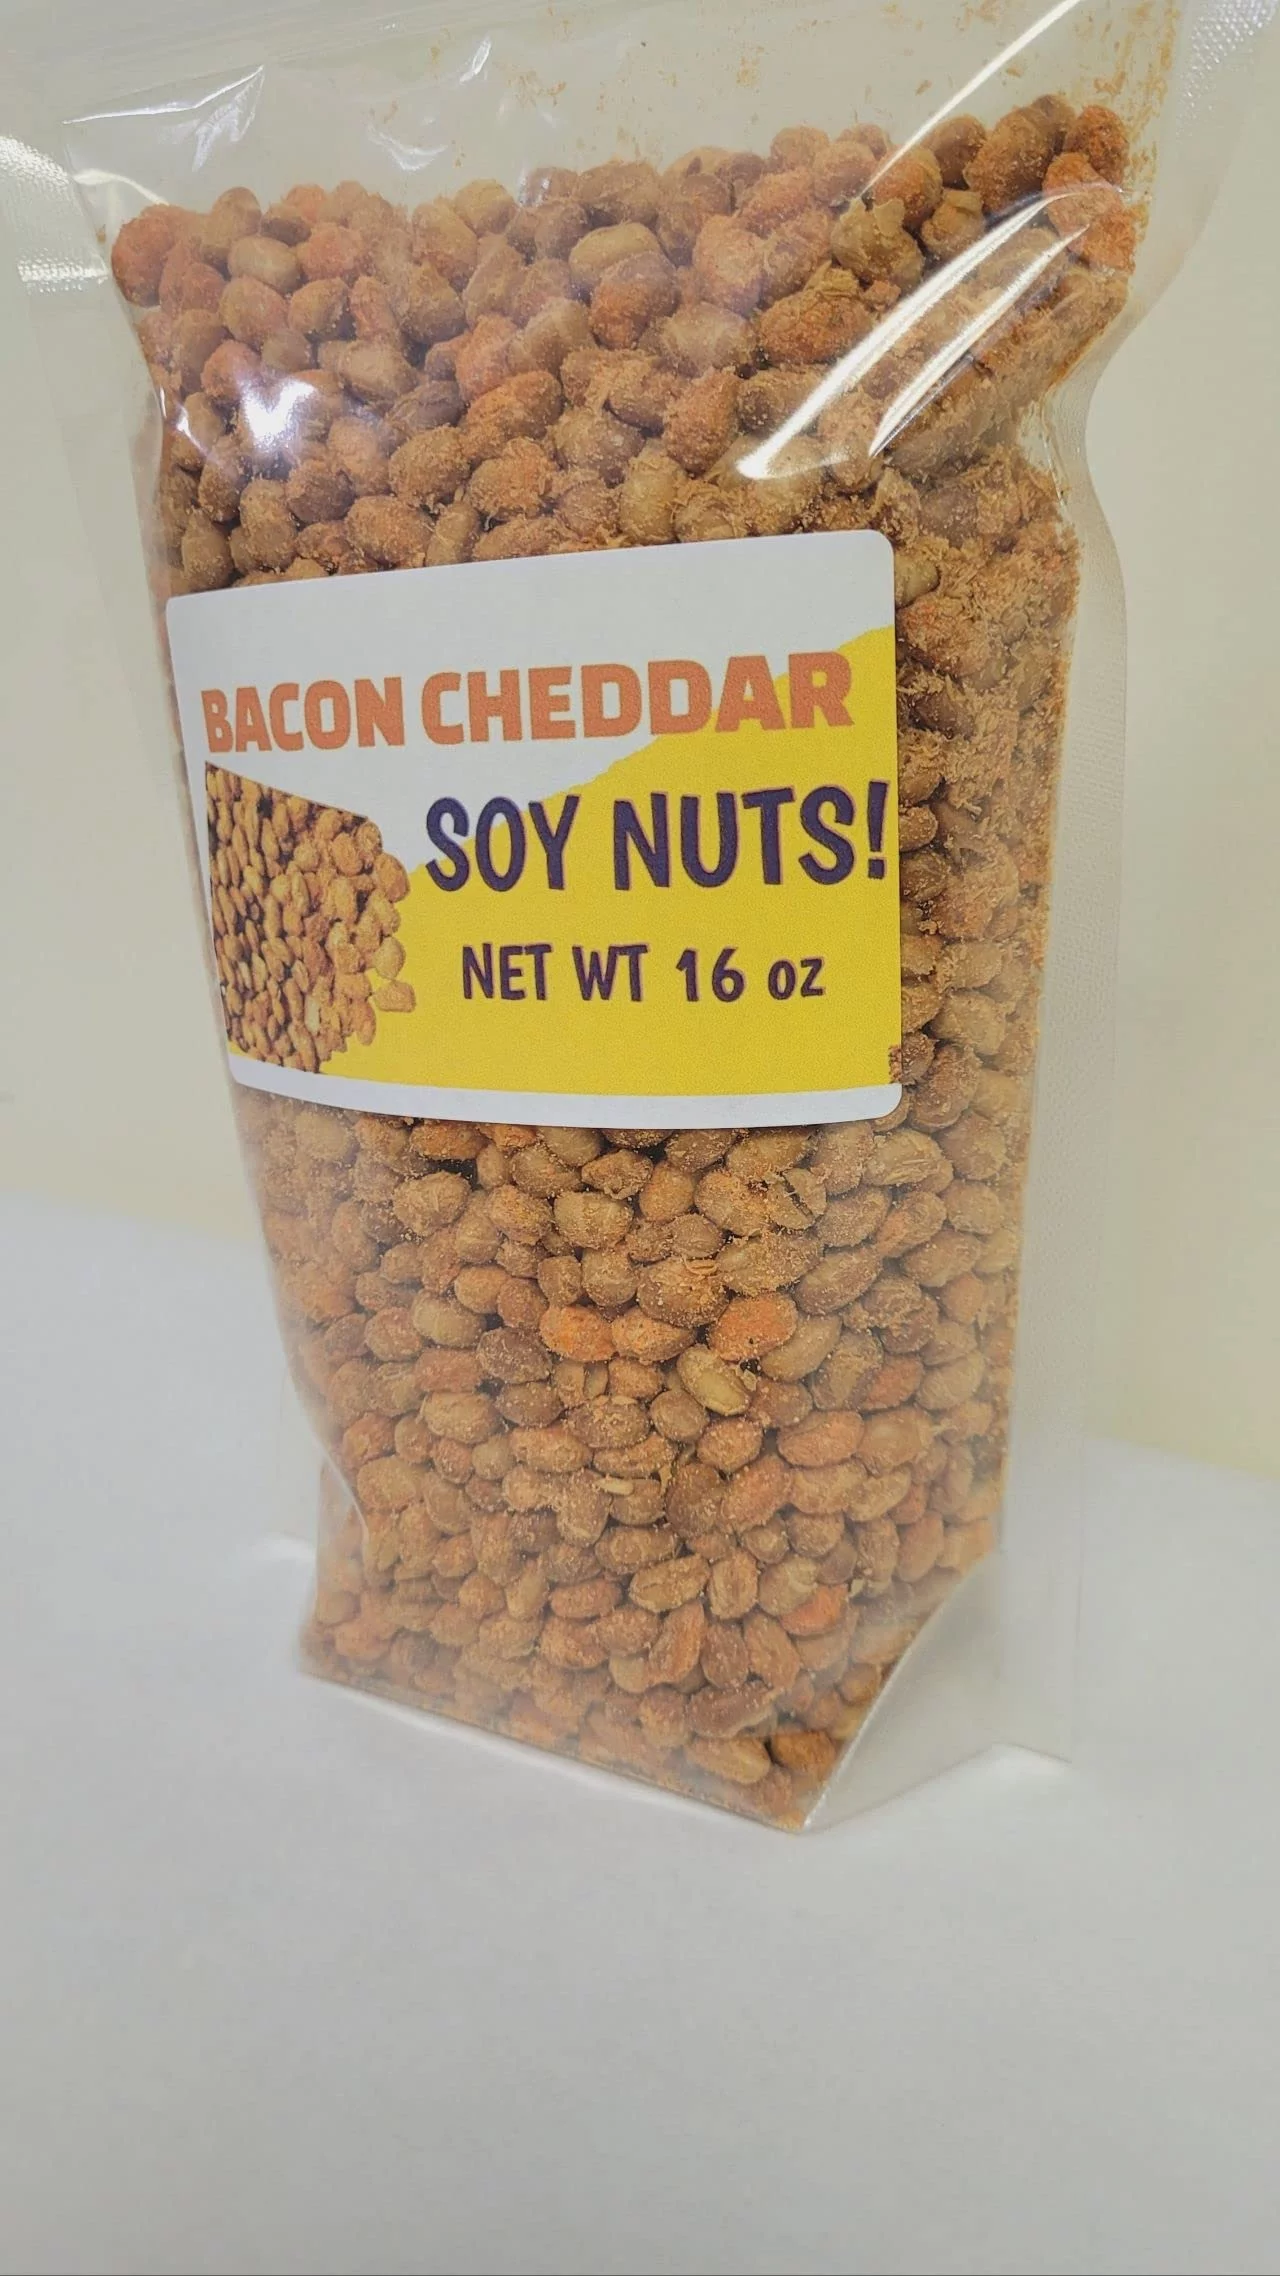 BACON CHEDDAR
SOY NUTS!
NET WT 16 oz